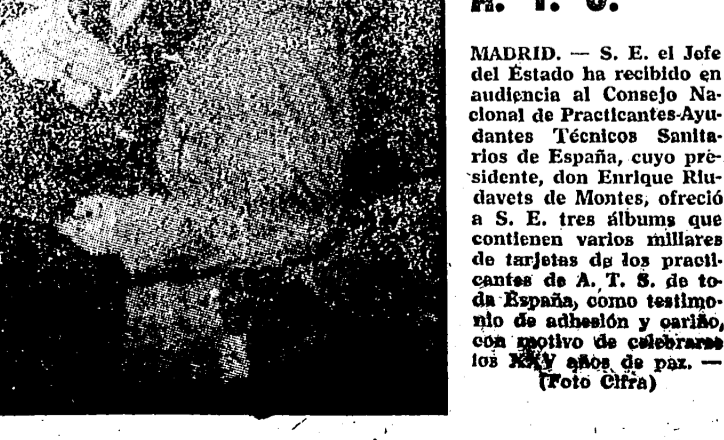 MADRID. — S. E. el Jefe
del Estado ha recibido en
audiencia al Consejo Na-
cional de Practicantes-Ayu-
dantes Técnicos Sanita-
rios de España, cuyo pre-
sidente, don Enrique Riu-
davets de Montes, ofreció
a S. E. tres álbums que
contienen varios millares
de tarjetas de los practi-
cantes de A. T. S. de to-
da España, como testimo-
nio de adhesión y cariño,
con motivo de celebrarse
los XXV años de paz. —
(Foto Cifra)